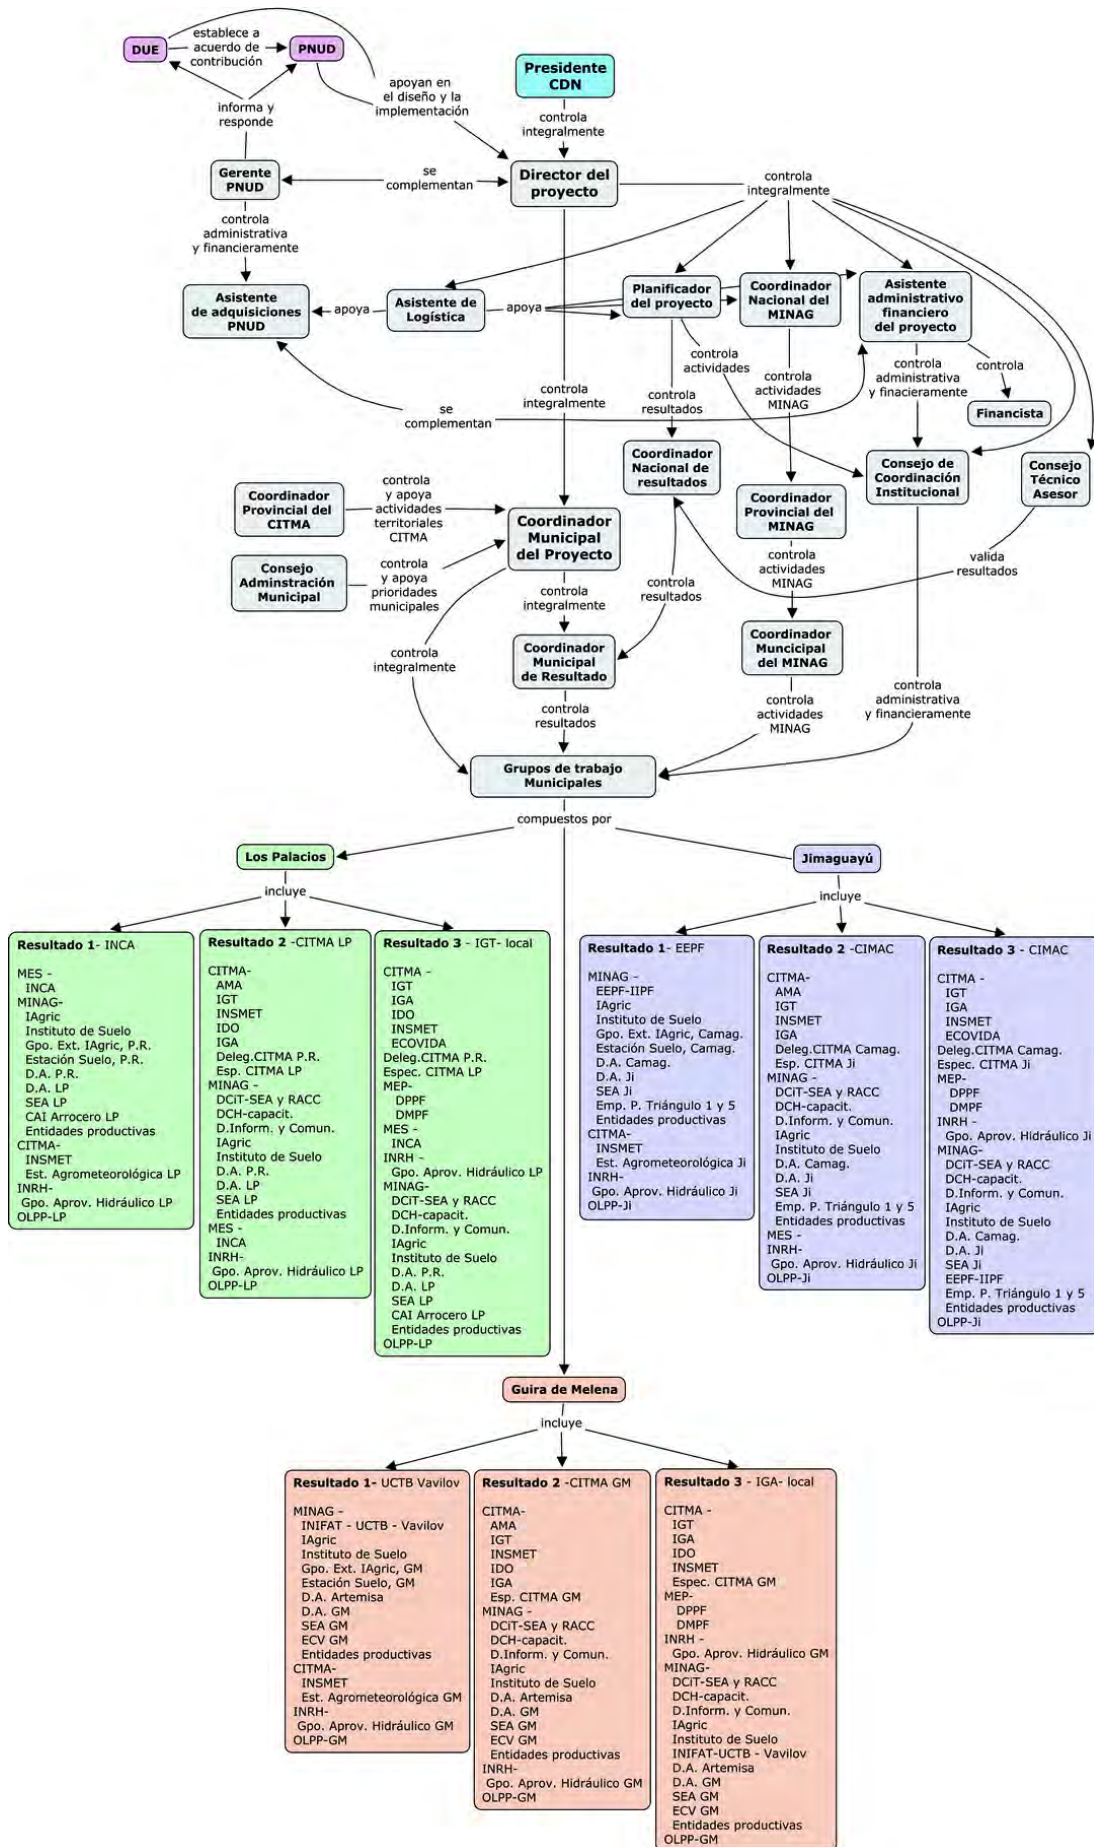 DUE
establece a
acuerdo de
contribución
PNUD
informa y
responde
apoyan en
el diseño y la
implementación
Presidente
CDN
controla
integralmente
Gerente
PNUD
se
complementan
Director del
proyecto
controla
integralmente
controla
administrativa
y financieramente
Asistente
de adquisiciones
PNUD
apoya
Asistente de
Logística
apoya
Planificador
del proyecto
Coordinador
Nacional del
MINAG
Asistente
administrativo
financiero
del proyecto
controla
integralmente
controla
actividades
controla
resultados
controla
actividades
MINAG
controla
administrativa
y finacieramente
controla
Financista
se
complementan
Coordinador
Nacional de
resultados
Consejo de
Coordinación
Institucional
Consejo
Técnico
Asesor
Coordinador
Provincial del
CITMA
controla
y apoya
actividades
territoriales
CITMA
Coordinador
Municipal
del Proyecto
Coordinador
Provincial del
MINAG
Consejo
Adminstración
Municipal
controla
y apoya
prioridades
municipales
controla
integralmente
controla
resultados
controla
actividades
MINAG
valida
resultados
controla
integralmente
Coordinador
Municipal
de Resultado
Coordinador
Muncicipal
del MINAG
controla
resultados
controla
actividades
MINAG
controla
administrativa
y financieramente
Grupos de trabajo
Municipales
compuestos por
Los Palacios
incluye
Resultado 1- INCA
MES -
INCA
MINAG-
IAgric
Instituto de Suelo
Gpo. Ext. IAgric, P.R.
Estación Suelo, P.R.
D.A. P.R.
D.A. LP
SEA LP
CAI Arrocero LP
Entidades productivas
CITMA-
INSMET
Est. Agrometeorológica LP
INRH-
Gpo. Aprov. Hidráulico LP
OLPP-LP
Resultado 2 -CITMA LP
CITMA-
AMA
IGT
INSMET
IDO
IGA
Deleg.CITMA P.R.
Esp. CITMA LP
MINAG -
DCiT-SEA y RACC
DCH-capacit.
D.Inform. y Comun.
IAgric
Instituto de Suelo
D.A. P.R.
D.A. LP
SEA LP
Entidades productivas
MES -
INCA
INRH-
Gpo. Aprov. Hidráulico LP
OLPP-LP
Resultado 3 - IGT- local
CITMA -
IGT
IGA
IDO
INSMET
ECOVIDA
Deleg.CITMA P.R.
Espec. CITMA LP
MEP-
DPPF
DMPF
MES -
INCA
INRH -
Gpo. Aprov. Hidráulico LP
MINAG-
DCiT-SEA y RACC
DCH-capacit.
D.Inform. y Comun.
IAgric
Instituto de Suelo
D.A. P.R.
D.A. LP
SEA LP
CAI Arrocero LP
Entidades productivas
OLPP-LP
Jimaguayú
incluye
Resultado 1- EEPF
MINAG -
EEPF-IIPF
IAgric
Instituto de Suelo
Gpo. Ext. IAgric, Camag.
Estación Suelo, Camag.
D.A. Camag.
D.A. Ji
SEA Ji
Emp. P. Triángulo 1 y 5
Entidades productivas
CITMA-
INSMET
Est. Agrometeorológica Ji
INRH-
Gpo. Aprov. Hidráulico Ji
OLPP-Ji
Resultado 2 - CIMAC
CITMA-
AMA
IGT
INSMET
IGA
Deleg.CITMA Camag.
Esp. CITMA Ji
MINAG -
DCiT-SEA y RACC
DCH-capacit.
D.Inform. y Comun.
IAgric
Instituto de Suelo
D.A. Camag.
D.A. Ji
SEA Ji
Emp. P. Triángulo 1 y 5
Entidades productivas
MES -
INRH-
Gpo. Aprov. Hidráulico Ji
OLPP-Ji
Resultado 3 - CIMAC
CITMA -
IGT
IGA
INSMET
ECOVIDA
Deleg.CITMA Camag.
Espec. CITMA Ji
MEP-
DPPF
DMPF
INRH -
Gpo. Aprov. Hidráulico Ji
MINAG-
DCiT-SEA y RACC
DCH-capacit.
D.Inform. y Comun.
IAgric
Instituto de Suelo
D.A. Camag.
D.A. Ji
SEA Ji
EEPF-IIPF
Emp. P. Triángulo 1 y 5
Entidades productivas
OLPP-Ji
Guira de Melena
incluye
Resultado 1- UCTB Vavilov
MINAG -
INIFAT - UCTB - Vavilov
IAgric
Instituto de Suelo
Gpo. Ext. IAgric, GM
Estación Suelo, GM
D.A. Artemisa
D.A. GM
SEA GM
ECV GM
Entidades productivas
CITMA-
INSMET
Est. Agrometeorológica GM
INRH-
Gpo. Aprov. Hidráulico GM
OLPP-GM
Resultado 2 -CITMA GM
CITMA-
AMA
IGT
INSMET
IDO
IGA
Esp. CITMA GM
MINAG -
DCiT-SEA y RACC
DCH-capacit.
D.Inform. y Comun.
IAgric
Instituto de Suelo
D.A. Artemisa
D.A. GM
SEA GM
ECV GM
Entidades productivas
INRH-
Gpo. Aprov. Hidráulico GM
OLPP-GM
Resultado 3 - IGA- local
CITMA -
IGT
IGA
IDO
INSMET
Espec. CITMA GM
MEP-
DPPF
DMPF
INRH -
Gpo. Aprov. Hidráulico GM
MINAG-
DCiT-SEA y RACC
DCH-capacit.
D.Inform. y Comun.
IAgric
Instituto de Suelo
INIFAT-UCTB - Vavilov
D.A. Artemisa
D.A. GM
SEA GM
ECV GM
Entidades productivas
OLPP-GM